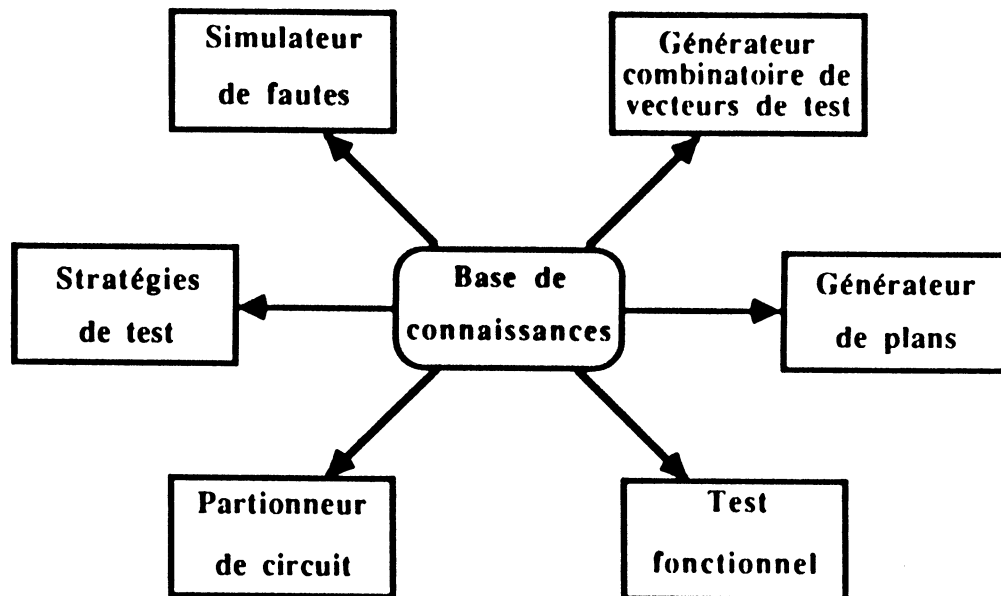 Simulateur
de fautes
Générateur
combinatoire de
vecteurs de test
Stratégies
de test
Base de
connaissances
Générateur
de plans
Partionneur
de circuit
Test
fonctionnel